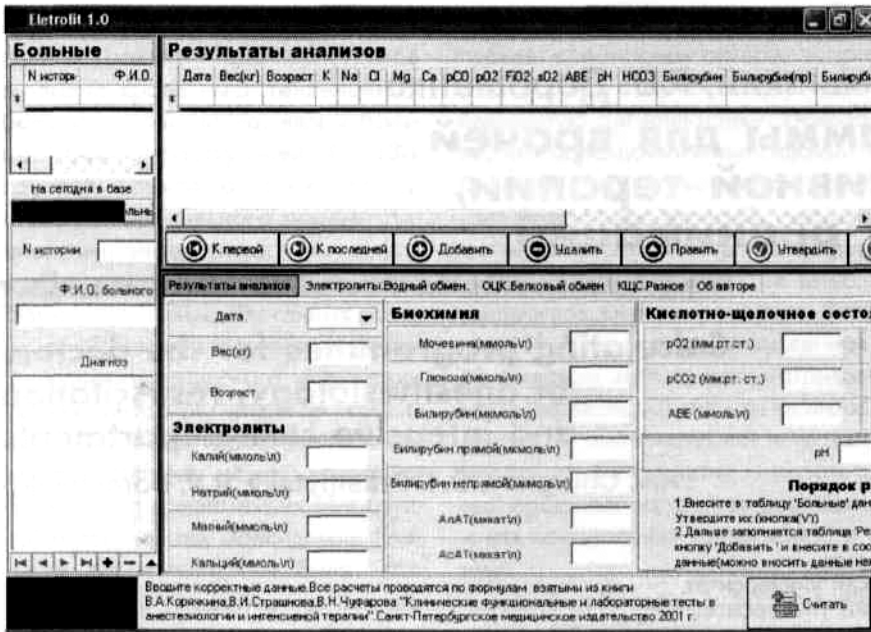 Eletrolit 1.0
Больные
N истори Ф.И.О.
На сегодня в базе
N истории
Ф.И.О. больного
Диагноз
Результаты анализов
Дата Вес(кг) Возраст K Na Cl Mg Ca pCO pO2 FiO2 sO2 ABE pH HCO3 Билирубин Билирубин(пр) Билируби
К первой К последней Добавить Удалить Править Утвердить
Результаты анализов Электролиты.Водный обмен. ОЦК.Белковый обмен КЩС.Разное Об авторе
Дата
Вес(кг)
Возраст
Электролиты
Калий(ммоль\л)
Натрий(ммоль\л)
Магний(ммоль\л)
Кальций(ммоль\л)
Биохимия
Мочевина(ммоль\л)
Глюкоза(ммоль\л)
Билирубин(мкмоль\л)
Билирубин прямой(мкмоль\л)
Билирубин непрямой(мкмоль\л)
АлАТ(мккат\л)
АсАТ(мккат\л)
Кислотно-щелочное состоя
pO2 (мм.рт.ст.)
pCO2 (мм.рт. ст.)
ABE (ммоль\л)
pH
Порядок р
1.Внесите в таблицу 'Больные' дан
Утвердите их (кнопка('V'))
2.Дальше заполняется таблица 'Ре
кнопку 'Добавить ' и внесите в соо
данные(можно вносить данные не
Вводите корректные данные.Все расчеты проводятся по формулам взятыми из книги
В.А.Корячкина,В.И.Страшнова,В.Н.Чуфарова "Клинические функциональные и лабораторные тесты в
анестезиологии и интенсивной терапии".Санкт-Петербургское медицинское издательство 2001 г.
Считать